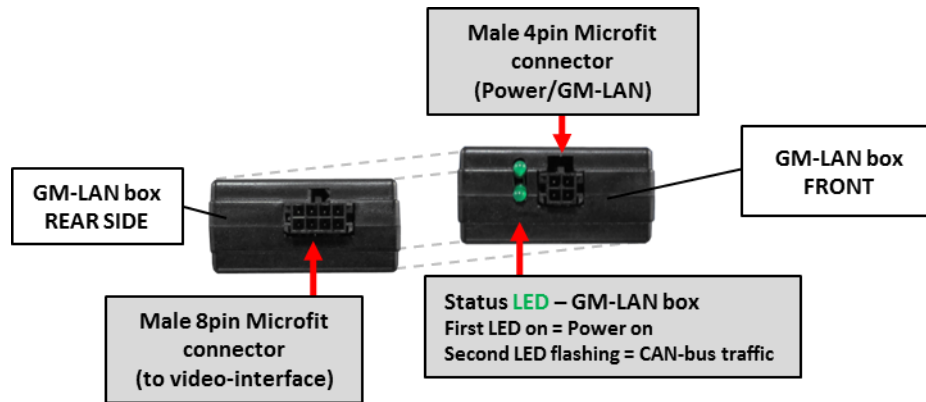 Male 4pin Microfit
connector
(Power/GM-LAN)
GM-LAN box
REAR SIDE
GM-LAN box
FRONT
Male 8pin Microfit
connector
(to video-interface)
Status LED – GM-LAN box
First LED on = Power on
Second LED flashing = CAN-bus traffic